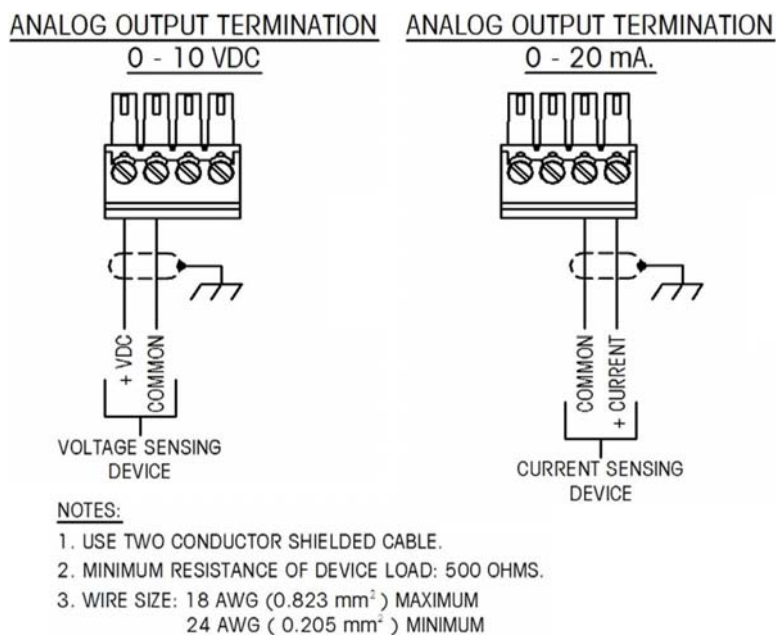 ANALOG OUTPUT TERMINATION
0 - 10 VDC
+ VDC
COMMON
VOLTAGE SENSING
DEVICE
ANALOG OUTPUT TERMINATION
0 - 20 mA.
COMMON
+ CURRENT
CURRENT SENSING
DEVICE
NOTES:
1. USE TWO CONDUCTOR SHIELDED CABLE.
2. MINIMUM RESISTANCE OF DEVICE LOAD: 500 OHMS.
3. WIRE SIZE: 18 AWG (0.823 mm²) MAXIMUM
24 AWG ( 0.205 mm² ) MINIMUM